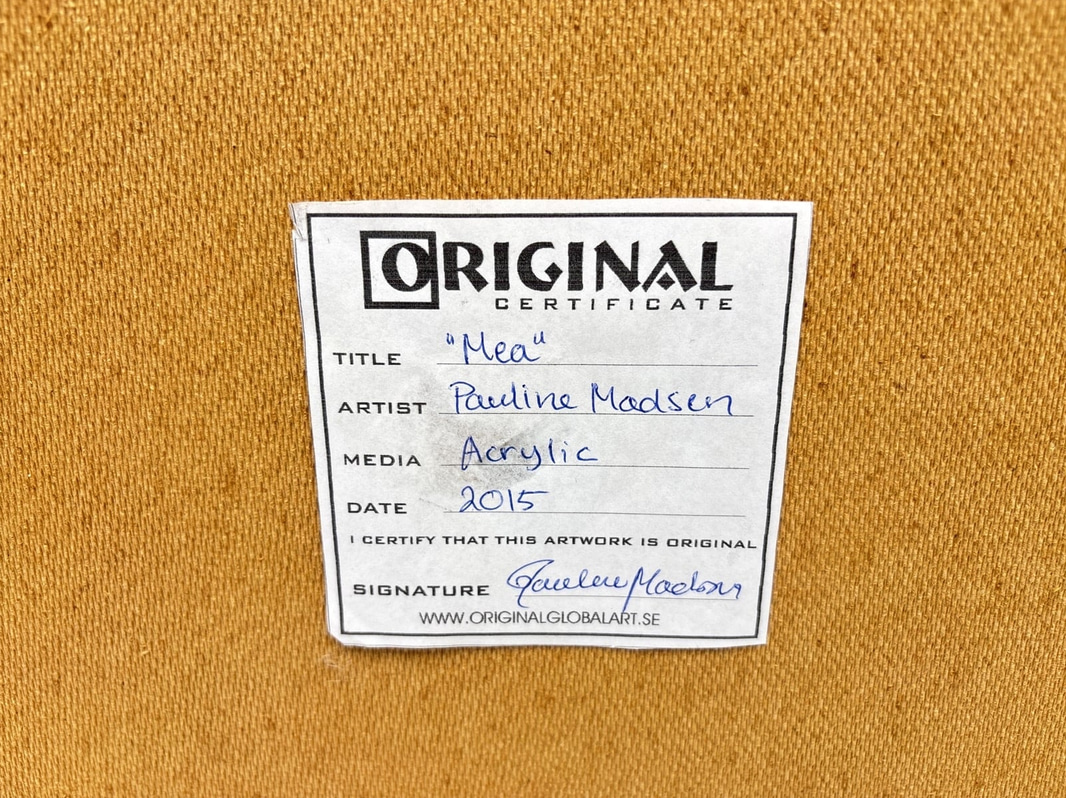 ORIGINAL
CERTIFICATE
TITLE "Mea"
ARTIST Pauline Madsen
MEDIA Acrylic
DATE 2015
I CERTIFY THAT THIS ARTWORK IS ORIGINAL
SIGNATURE Pauline Madsen
WWW.ORIGINALGLOBALART.SE